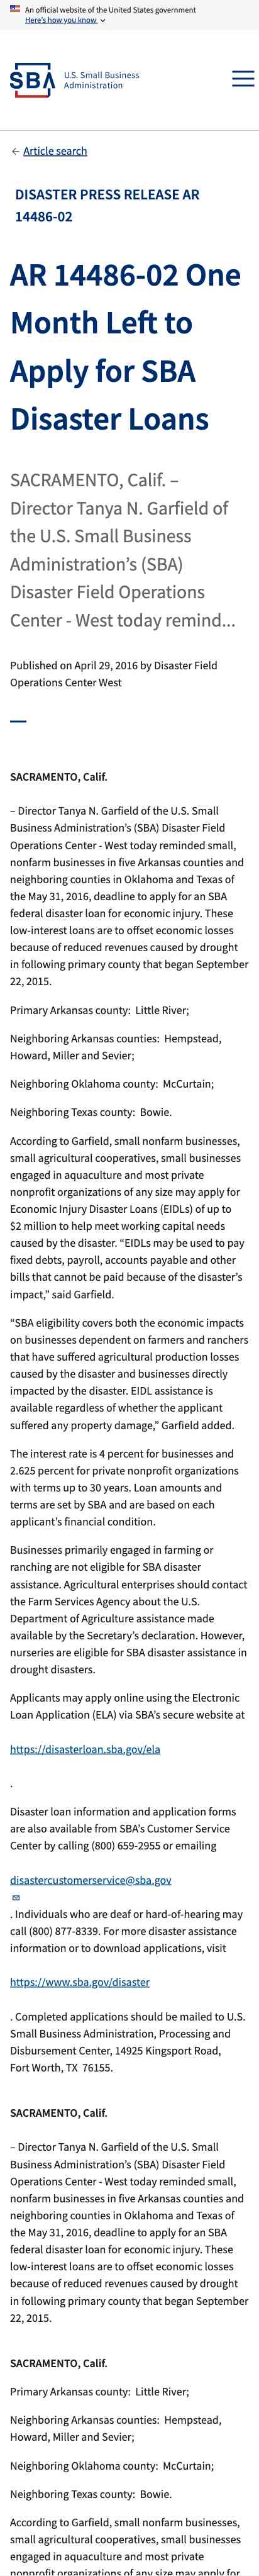 An official website of the United States government
Here's how you know
SBA
U.S. Small Business
Administration
← Article search
DISASTER PRESS RELEASE AR
14486-02
AR 14486-02 One
Month Left to
Apply for SBA
Disaster Loans
SACRAMENTO, Calif. –
Director Tanya N. Garfield of
the U.S. Small Business
Administration's (SBA)
Disaster Field Operations
Center - West today remind...
Published on April 29, 2016 by Disaster Field
Operations Center West
SACRAMENTO, Calif.
– Director Tanya N. Garfield of the U.S. Small
Business Administration's (SBA) Disaster Field
Operations Center - West today reminded small,
nonfarm businesses in five Arkansas counties and
neighboring counties in Oklahoma and Texas of
the May 31, 2016, deadline to apply for an SBA
federal disaster loan for economic injury. These
low-interest loans are to offset economic losses
because of reduced revenues caused by drought
in following primary county that began September
22, 2015.
Primary Arkansas county:  Little River;
Neighboring Arkansas counties:  Hempstead,
Howard, Miller and Sevier;
Neighboring Oklahoma county:  McCurtain;
Neighboring Texas county:  Bowie.
According to Garfield, small nonfarm businesses,
small agricultural cooperatives, small businesses
engaged in aquaculture and most private
nonprofit organizations of any size may apply for
Economic Injury Disaster Loans (EIDLs) of up to
$2 million to help meet working capital needs
caused by the disaster. “EIDLs may be used to pay
fixed debts, payroll, accounts payable and other
bills that cannot be paid because of the disaster's
impact,” said Garfield.
“SBA eligibility covers both the economic impacts
on businesses dependent on farmers and ranchers
that have suffered agricultural production losses
caused by the disaster and businesses directly
impacted by the disaster. EIDL assistance is
available regardless of whether the applicant
suffered any property damage,” Garfield added.
The interest rate is 4 percent for businesses and
2.625 percent for private nonprofit organizations
with terms up to 30 years. Loan amounts and
terms are set by SBA and are based on each
applicant's financial condition.
Businesses primarily engaged in farming or
ranching are not eligible for SBA disaster
assistance. Agricultural enterprises should contact
the Farm Services Agency about the U.S.
Department of Agriculture assistance made
available by the Secretary's declaration. However,
nurseries are eligible for SBA disaster assistance in
drought disasters.
Applicants may apply online using the Electronic
Loan Application (ELA) via SBA's secure website at
https://disasterloan.sba.gov/ela
.
Disaster loan information and application forms
are also available from SBA's Customer Service
Center by calling (800) 659-2955 or emailing
disastercustomerservice@sba.gov
. Individuals who are deaf or hard-of-hearing may
call (800) 877-8339. For more disaster assistance
information or to download applications, visit
https://www.sba.gov/disaster
. Completed applications should be mailed to U.S.
Small Business Administration, Processing and
Disbursement Center, 14925 Kingsport Road,
Fort Worth, TX  76155.
SACRAMENTO, Calif.
– Director Tanya N. Garfield of the U.S. Small
Business Administration's (SBA) Disaster Field
Operations Center - West today reminded small,
nonfarm businesses in five Arkansas counties and
neighboring counties in Oklahoma and Texas of
the May 31, 2016, deadline to apply for an SBA
federal disaster loan for economic injury. These
low-interest loans are to offset economic losses
because of reduced revenues caused by drought
in following primary county that began September
22, 2015.
SACRAMENTO, Calif.
Primary Arkansas county:  Little River;
Neighboring Arkansas counties:  Hempstead,
Howard, Miller and Sevier;
Neighboring Oklahoma county:  McCurtain;
Neighboring Texas county:  Bowie.
According to Garfield, small nonfarm businesses,
small agricultural cooperatives, small businesses
engaged in aquaculture and most private
nonprofit organizations of any size may apply for